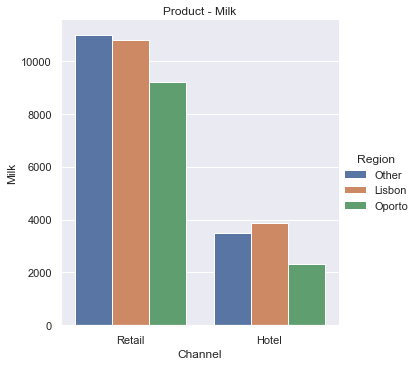 Product - Milk
10000
8000
6000
4000
2000
0
Milk
Retail
Hotel
Channel
Region
Other
Lisbon
Oporto